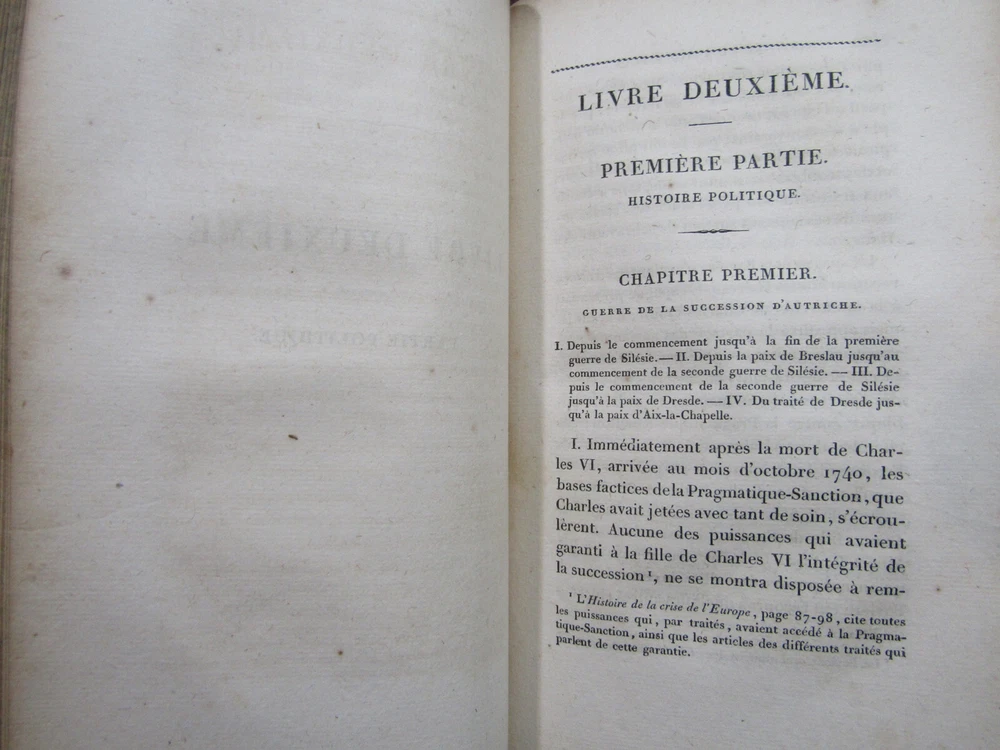 LIVRE DEUXIÈME.
PREMIÈRE PARTIE.
HISTOIRE POLITIQUE.
CHAPITRE PREMIER.
GUERRE DE LA SUCCESSION D'AUTRICHE.
I. Depuis le commencement jusqu'à la fin de la première
guerre de Silésie. — II. Depuis la paix de Breslau jusqu'au
commencement de la seconde guerre de Silésie. — III. De-
puis le commencement de la seconde guerre de Silésie
jusqu'à la paix de Dresde. — IV. Du traité de Dresde jus-
qu'à la paix d'Aix-la-Chapelle.
I. Immédiatement après la mort de Char-
les VI, arrivée au mois d'octobre 1740, les
bases factices de la Pragmatique-Sanction, que
Charles avait jetées avec tant de soin, s'écrou-
lèrent. Aucune des puissances qui avaient
garanti à la fille de Charles VI l'intégrité de
la succession¹, ne se montra disposée à rem-
¹ L'Histoire de la crise de l'Europe, page 87-98, cite toutes
les puissances qui, par traités, avaient accédé à la Pragma-
tique-Sanction, ainsi que les articles des différents traités qui
parlent de cette garantie.